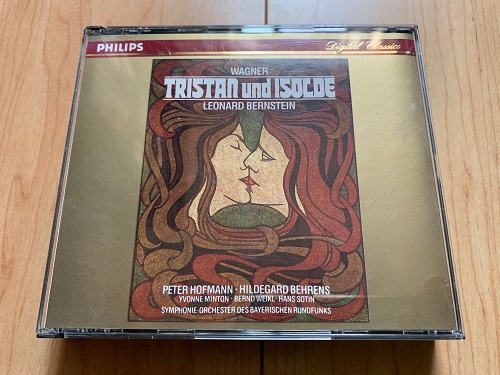 PHILIPS
Digital Classics
WAGNER
TRISTAN und ISOLDE
LEONARD BERNSTEIN
PETER HOFMANN · HILDEGARD BEHRENS
YVONNE MINTON · BERND WEIKL · HANS SOTIN
SYMPHONIE-ORCHESTER DES BAYERISCHEN RUNDFUNKS